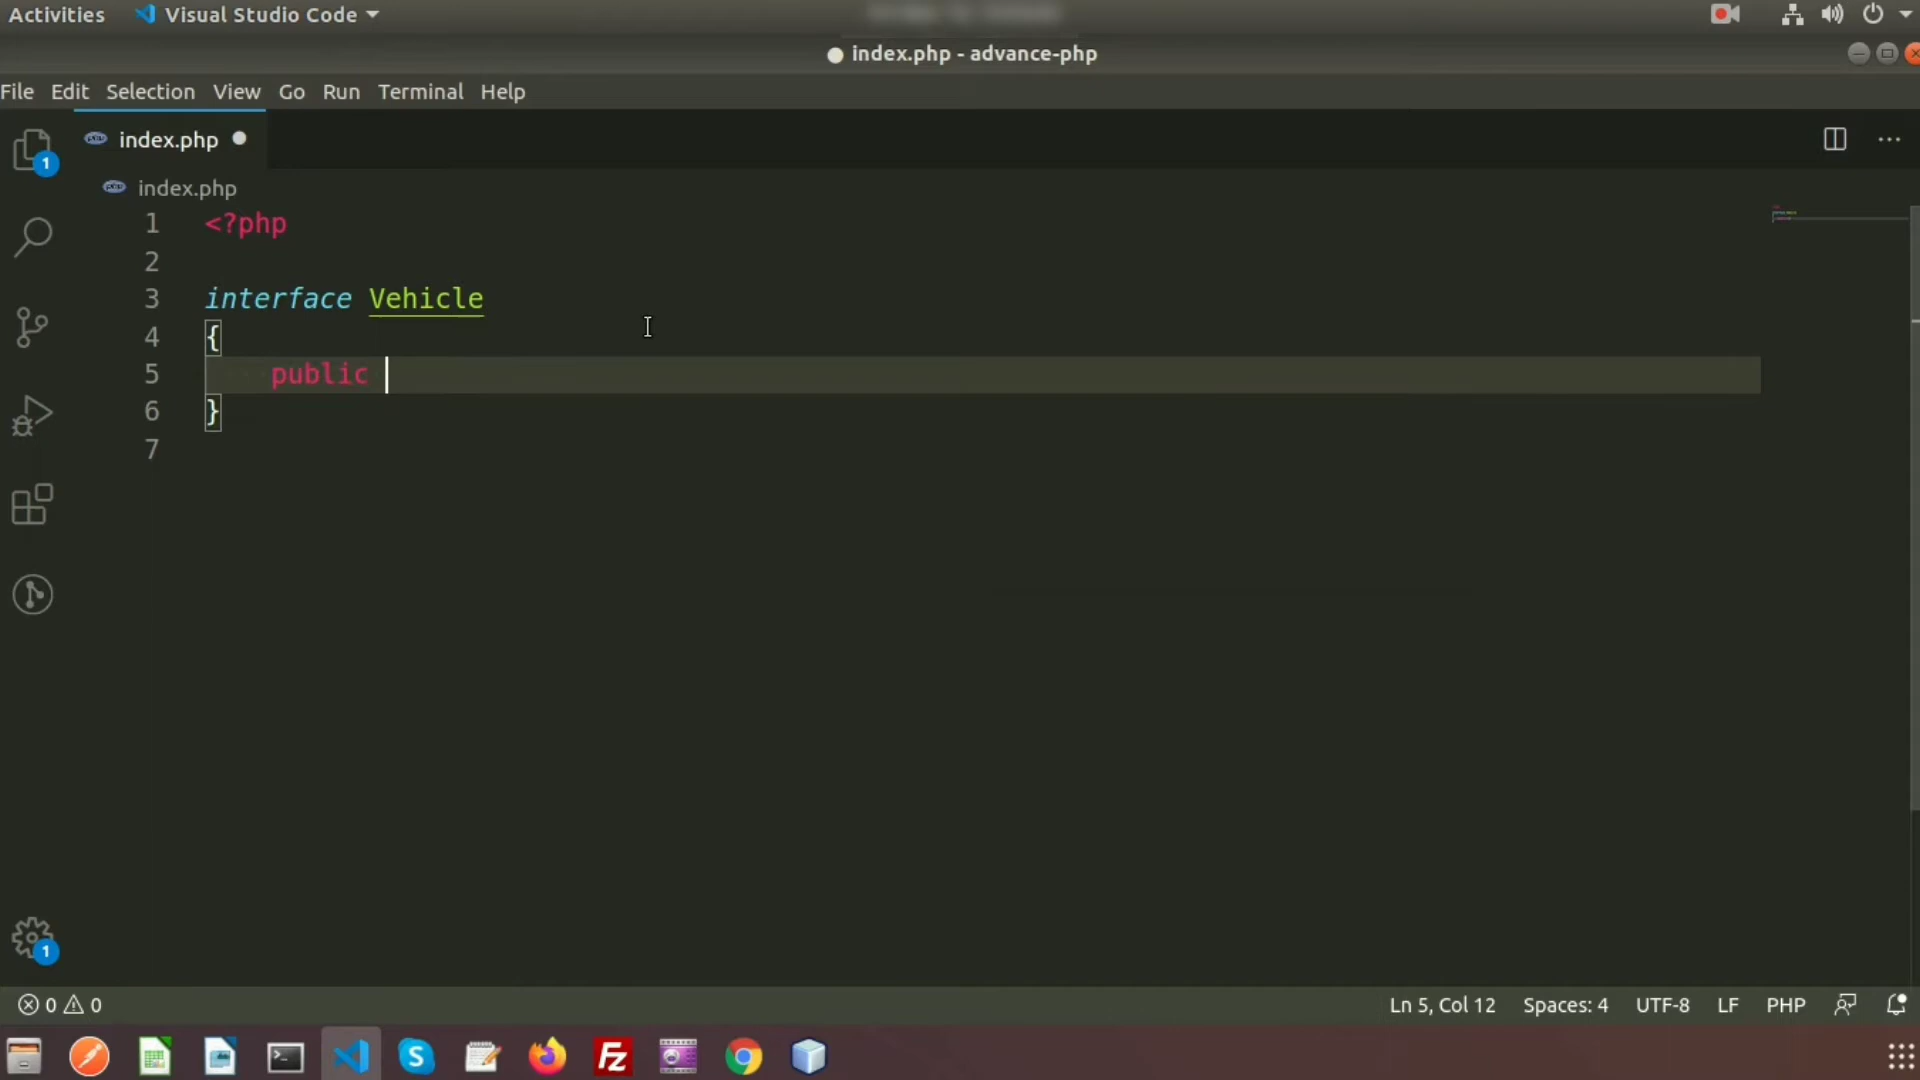 Activities Visual Studio Code
index.php - advance-php
File Edit Selection View Go Run Terminal Help
index.php
1
index.php
1 <?php
2
3 interface Vehicle
4 {
5 public
6 }
7
1
0 0 Ln 5, Col 12 Spaces: 4 UTF-8 LF PHP